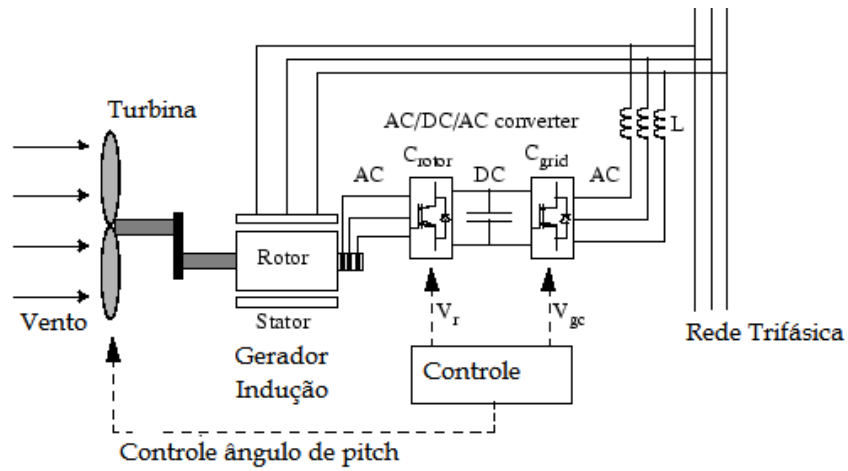 Turbina
AC/DC/AC converter
L
C_rotor
C_grid
AC
DC
AC
Rotor
Vento
Stator
V_r
V_gc
Rede Trifásica
Gerador
Indução
Controle
Controle ângulo de pitch